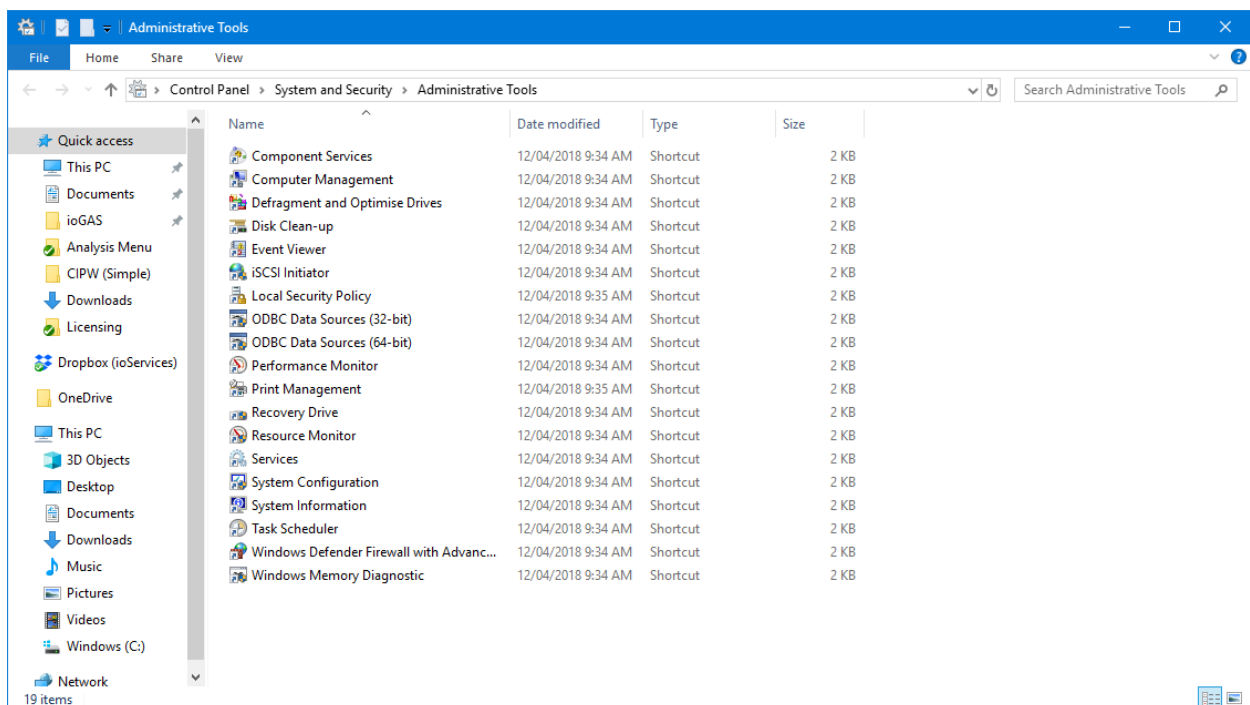 Administrative Tools
File Home Share View
Control Panel > System and Security > Administrative Tools
Search Administrative Tools
Name Date modified Type Size
Quick access
This PC
Documents
ioGAS
Analysis Menu
CIPW (Simple)
Downloads
Licensing
Dropbox (ioServices)
OneDrive
This PC
3D Objects
Desktop
Documents
Downloads
Music
Pictures
Videos
Windows (C:)
Network
Component Services 12/04/2018 9:34 AM Shortcut 2 KB
Computer Management 12/04/2018 9:34 AM Shortcut 2 KB
Defragment and Optimise Drives 12/04/2018 9:34 AM Shortcut 2 KB
Disk Clean-up 12/04/2018 9:34 AM Shortcut 2 KB
Event Viewer 12/04/2018 9:34 AM Shortcut 2 KB
iSCSI Initiator 12/04/2018 9:34 AM Shortcut 2 KB
Local Security Policy 12/04/2018 9:35 AM Shortcut 2 KB
ODBC Data Sources (32-bit) 12/04/2018 9:34 AM Shortcut 2 KB
ODBC Data Sources (64-bit) 12/04/2018 9:34 AM Shortcut 2 KB
Performance Monitor 12/04/2018 9:34 AM Shortcut 2 KB
Print Management 12/04/2018 9:35 AM Shortcut 2 KB
Recovery Drive 12/04/2018 9:34 AM Shortcut 2 KB
Resource Monitor 12/04/2018 9:34 AM Shortcut 2 KB
Services 12/04/2018 9:34 AM Shortcut 2 KB
System Configuration 12/04/2018 9:34 AM Shortcut 2 KB
System Information 12/04/2018 9:34 AM Shortcut 2 KB
Task Scheduler 12/04/2018 9:34 AM Shortcut 2 KB
Windows Defender Firewall with Advanc... 12/04/2018 9:34 AM Shortcut 2 KB
Windows Memory Diagnostic 12/04/2018 9:34 AM Shortcut 2 KB
19 items